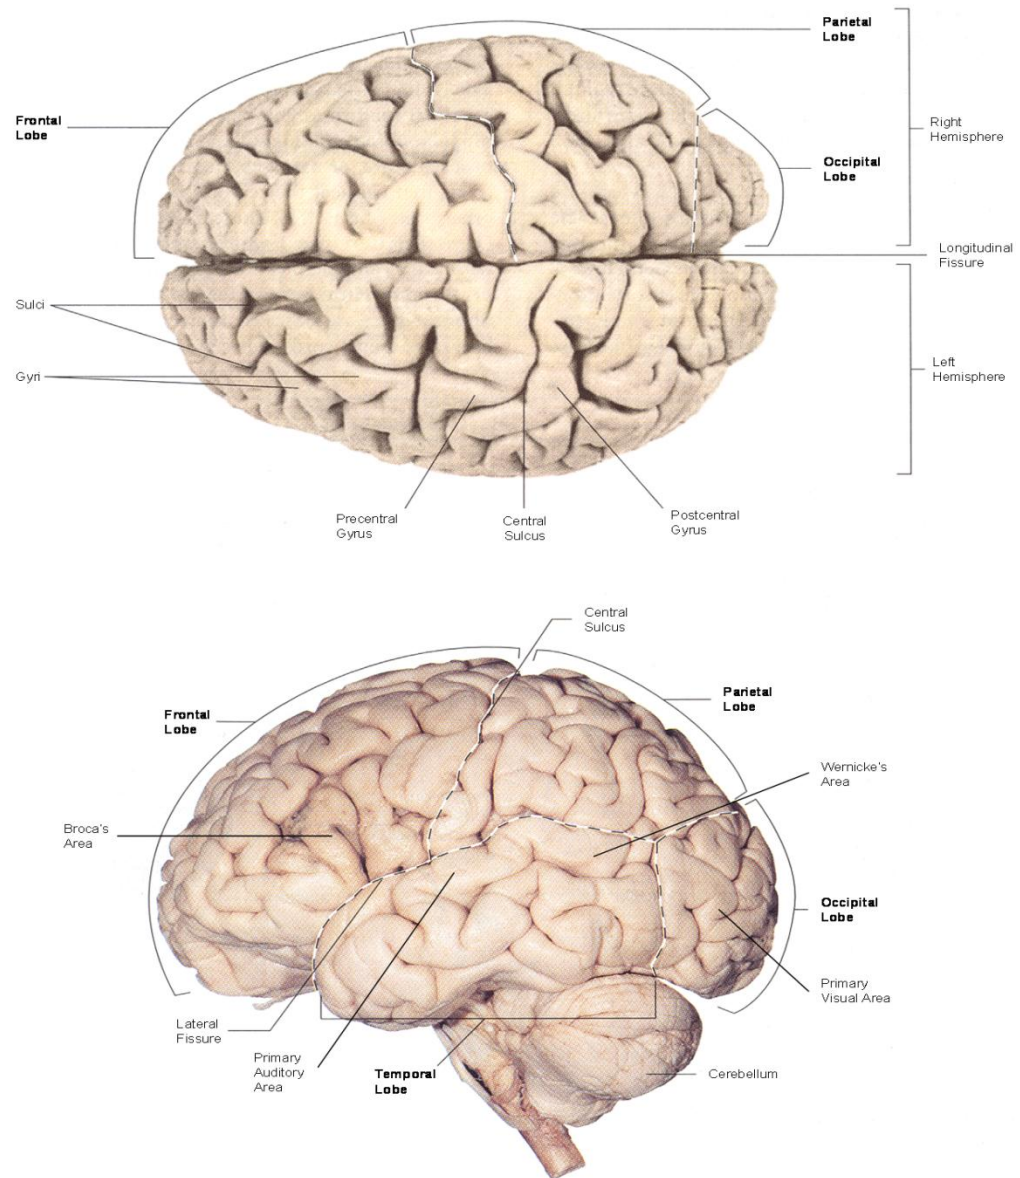 Parietal
Lobe
Frontal
Lobe
Right
Hemisphere
Occipital
Lobe
Longitudinal
Fissure
Sulci
Gyri
Left
Hemisphere
Precentral
Gyrus
Central
Sulcus
Postcentral
Gyrus
Central
Sulcus
Frontal
Lobe
Parietal
Lobe
Wernicke's
Area
Broca's
Area
Occipital
Lobe
Primary
Visual Area
Lateral
Fissure
Primary
Auditory
Area
Temporal
Lobe
Cerebellum